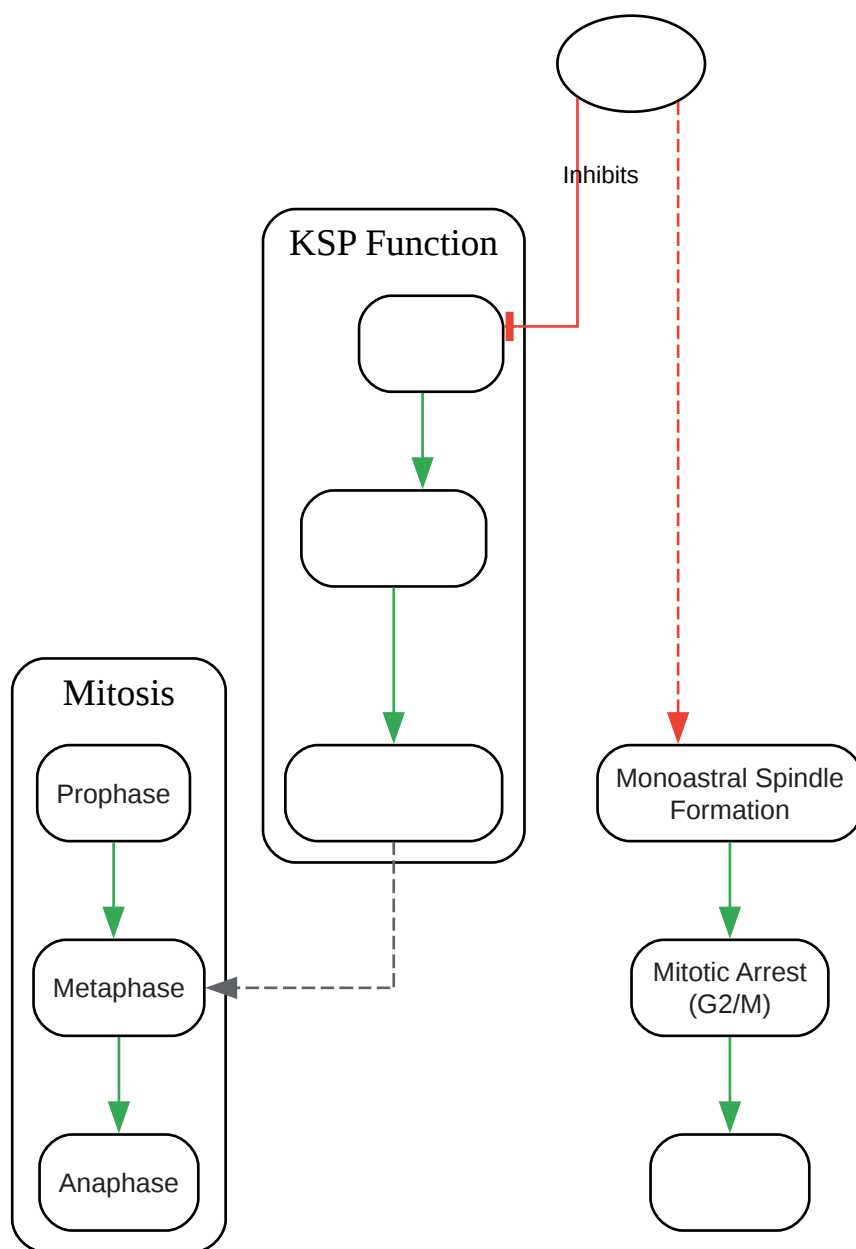 Inhibits
KSP Function
Mitosis
Prophase
Monoastral Spindle
Formation
Metaphase
Mitotic Arrest
(G2/M)
Anaphase